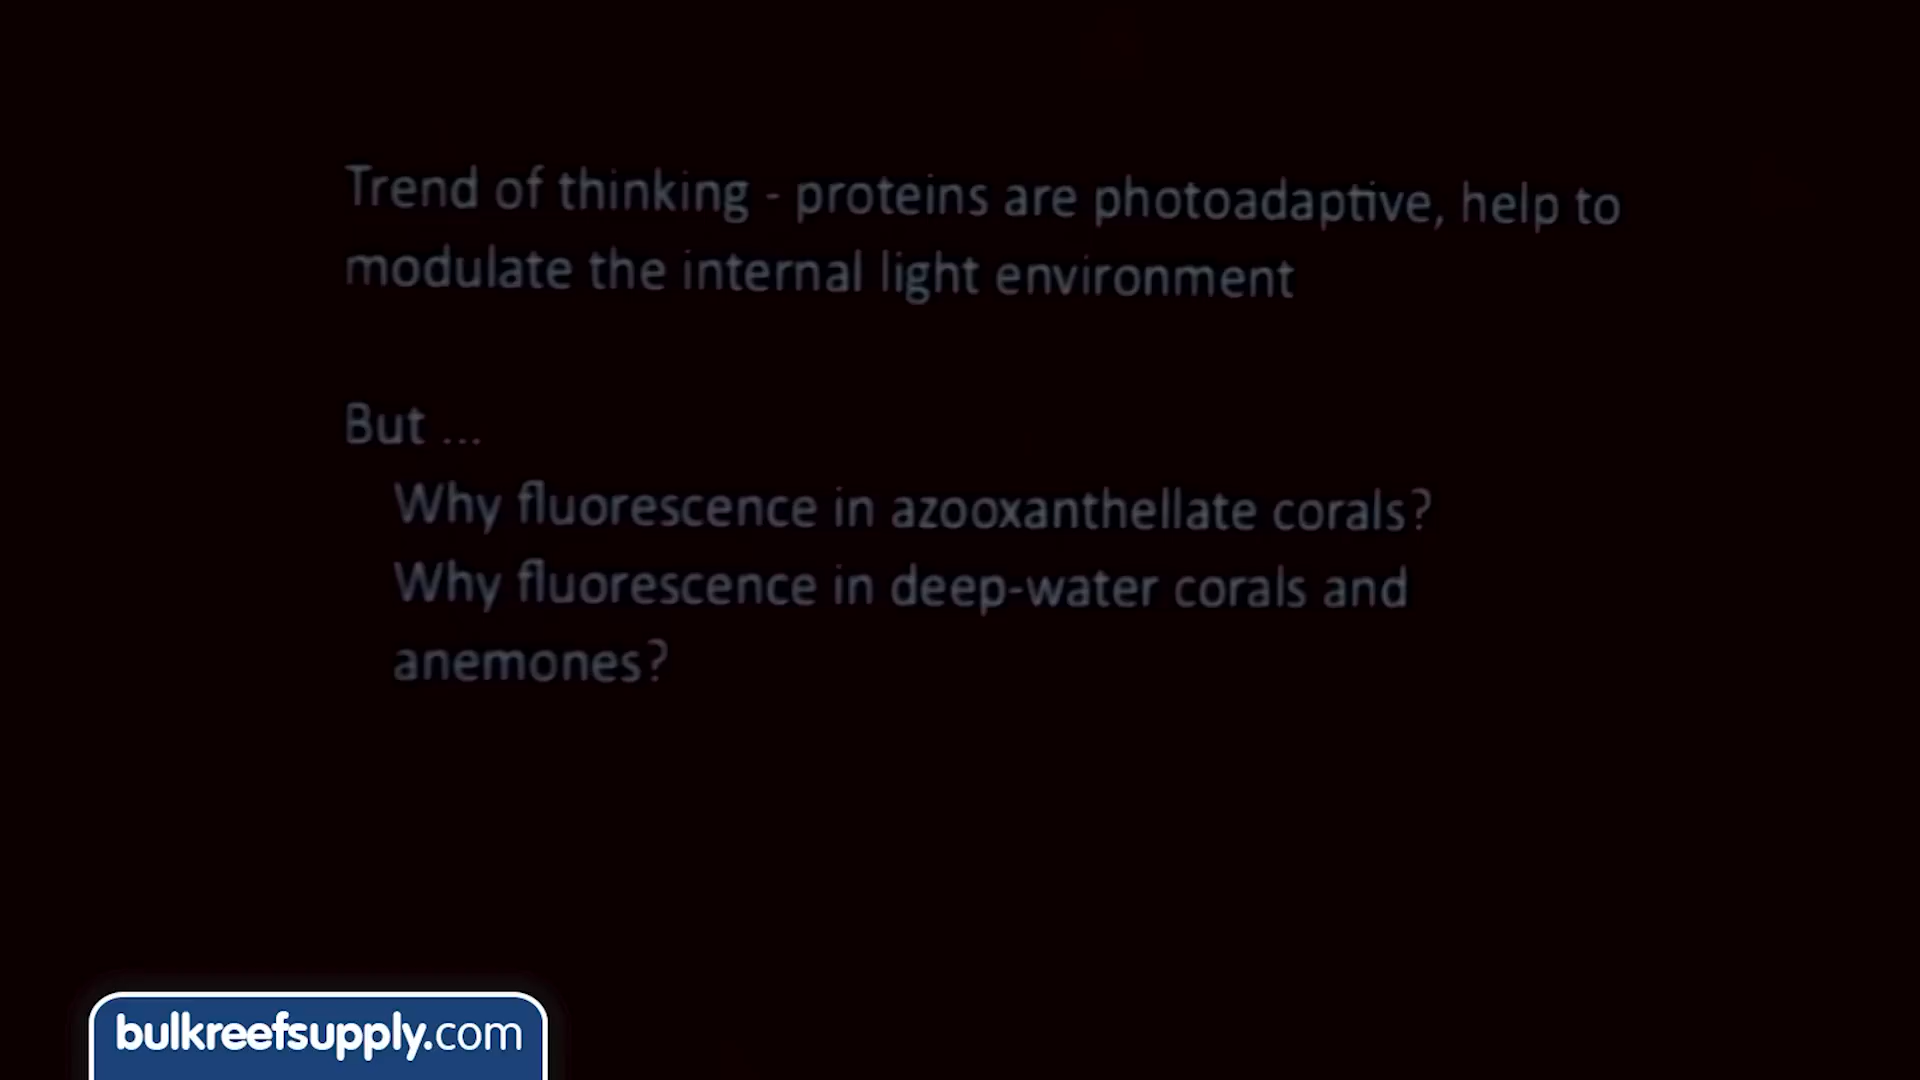 Trend of thinking - proteins are photoadaptive, help to
modulate the internal light environment
But ...
Why fluorescence in azooxanthellate corals?
Why fluorescence in deep-water corals and
anemones?
bulkreefsupply.com